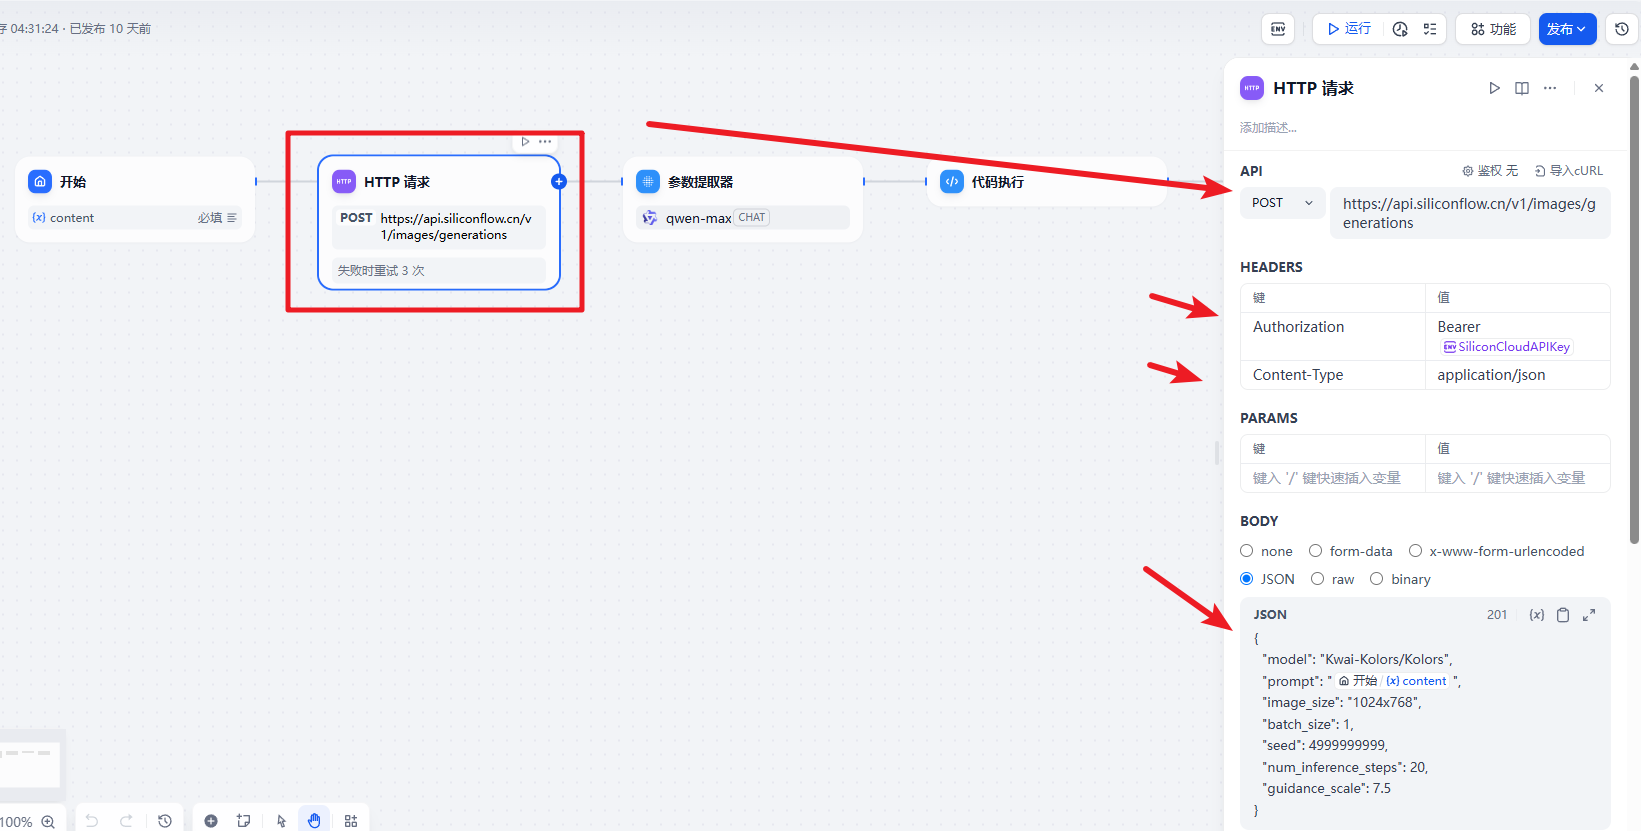 04:31:24 · 已发布 10 天前
ENV
运行
功能
发布
开始
{x} content
必填
HTTP
HTTP 请求
POST https://api.siliconflow.cn/v
1/images/generations
失败时重试 3 次
参数提取器
qwen-max CHAT
代码执行
100%
HTTP
HTTP 请求
添加描述...
API
鉴权 无
导入cURL
POST
https://api.siliconflow.cn/v1/images/g
enerations
HEADERS
键 值
Authorization Bearer
ENV SiliconCloudAPIKey
Content-Type application/json
PARAMS
键 值
键入 '/' 键快速插入变量 键入 '/' 键快速插入变量
BODY
none form-data x-www-form-urlencoded
JSON raw binary
JSON 201 {x}
{
"model": "Kwai-Kolors/Kolors",
"prompt": " 开始 / {x} content ",
"image_size": "1024x768",
"batch_size": 1,
"seed": 4999999999,
"num_inference_steps": 20,
"guidance_scale": 7.5
}